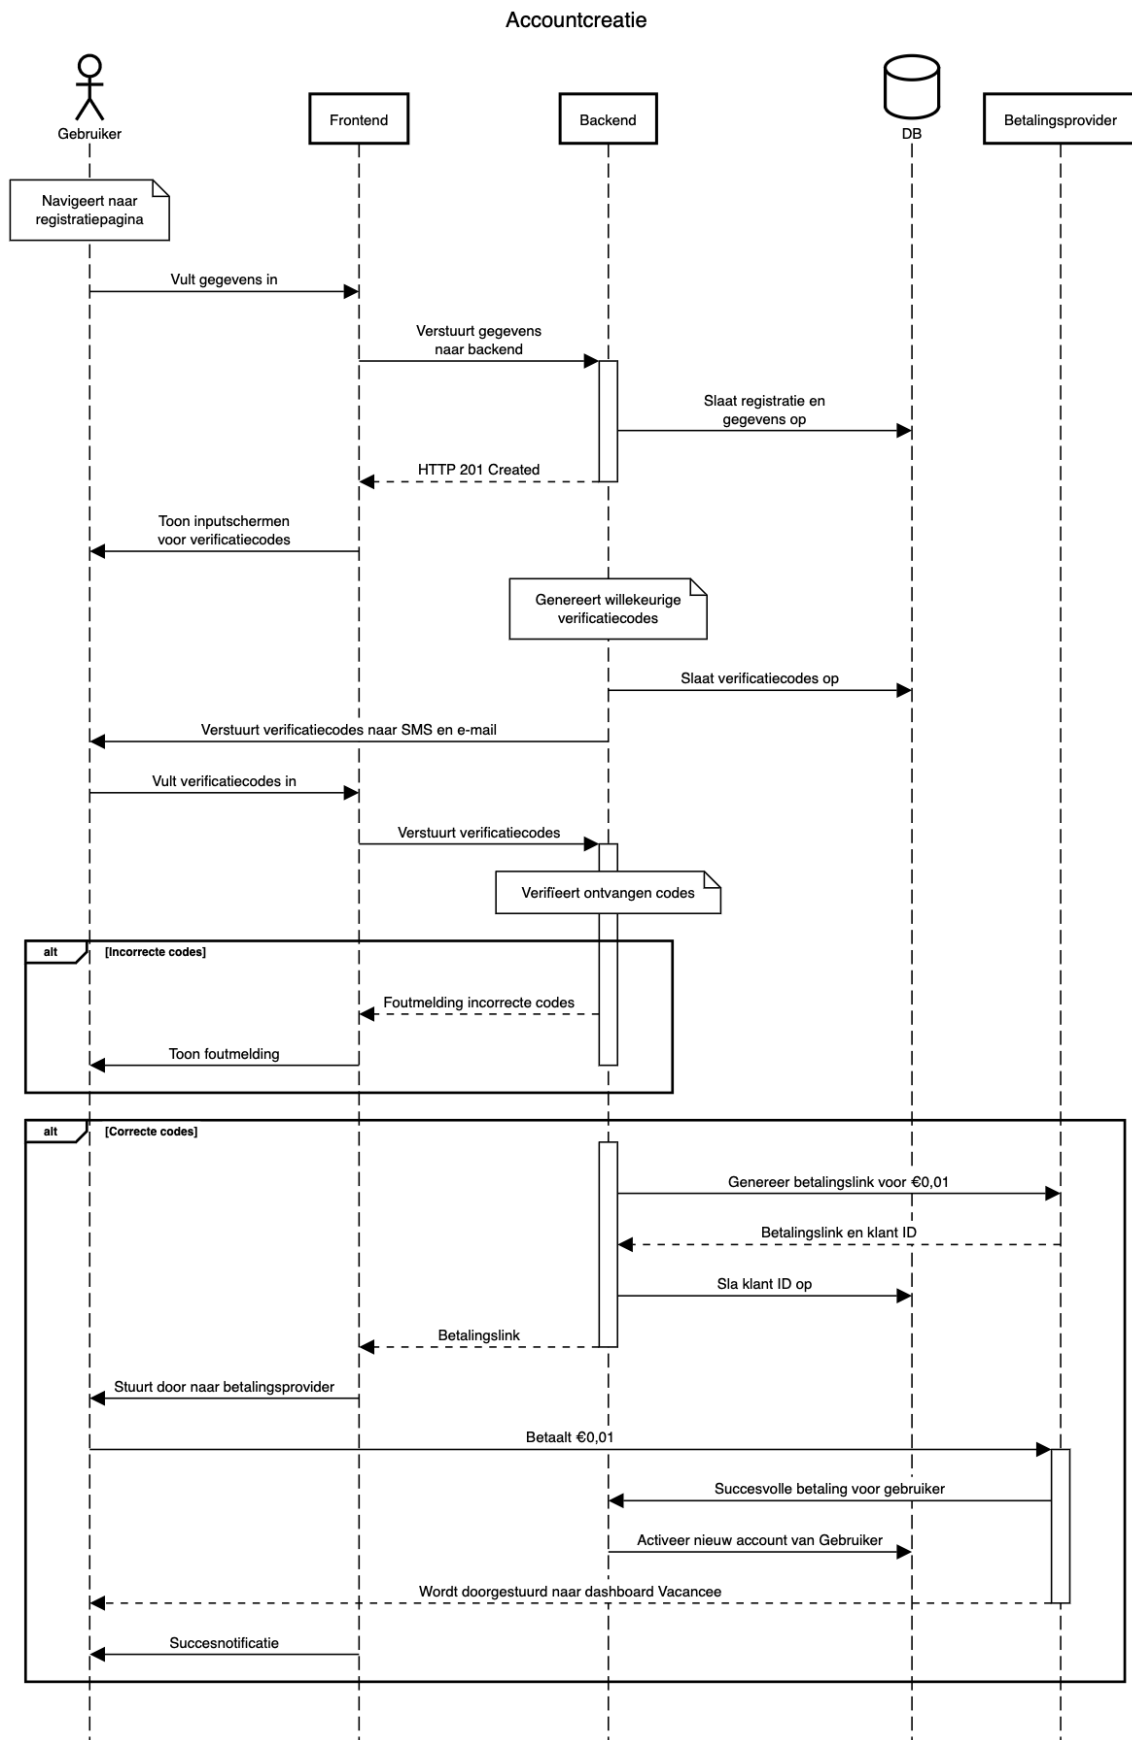 Accountcreatie
Gebruiker
Frontend
Backend
DB
Betalingsprovider
Navigeert naar
registratiepagina
Vult gegevens in
Verstuurt gegevens
naar backend
Slaat registratie en
gegevens op
HTTP 201 Created
Toon inputschermen
voor verificatiecodes
Genereert willekeurige
verificatiecodes
Slaat verificatiecodes op
Verstuurt verificatiecodes naar SMS en e-mail
Vult verificatiecodes in
Verstuurt verificatiecodes
Verifïeert ontvangen codes
alt [Incorrecte codes]
Foutmelding incorrecte codes
Toon foutmelding
alt [Correcte codes]
Genereer betalingslink voor €0,01
Betalingslink en klant ID
Sla klant ID op
Betalingslink
Stuurt door naar betalingsprovider
Betaalt €0,01
Succesvolle betaling voor gebruiker
Activeer nieuw account van Gebruiker
Wordt doorgestuurd naar dashboard Vacancee
Succesnotificatie